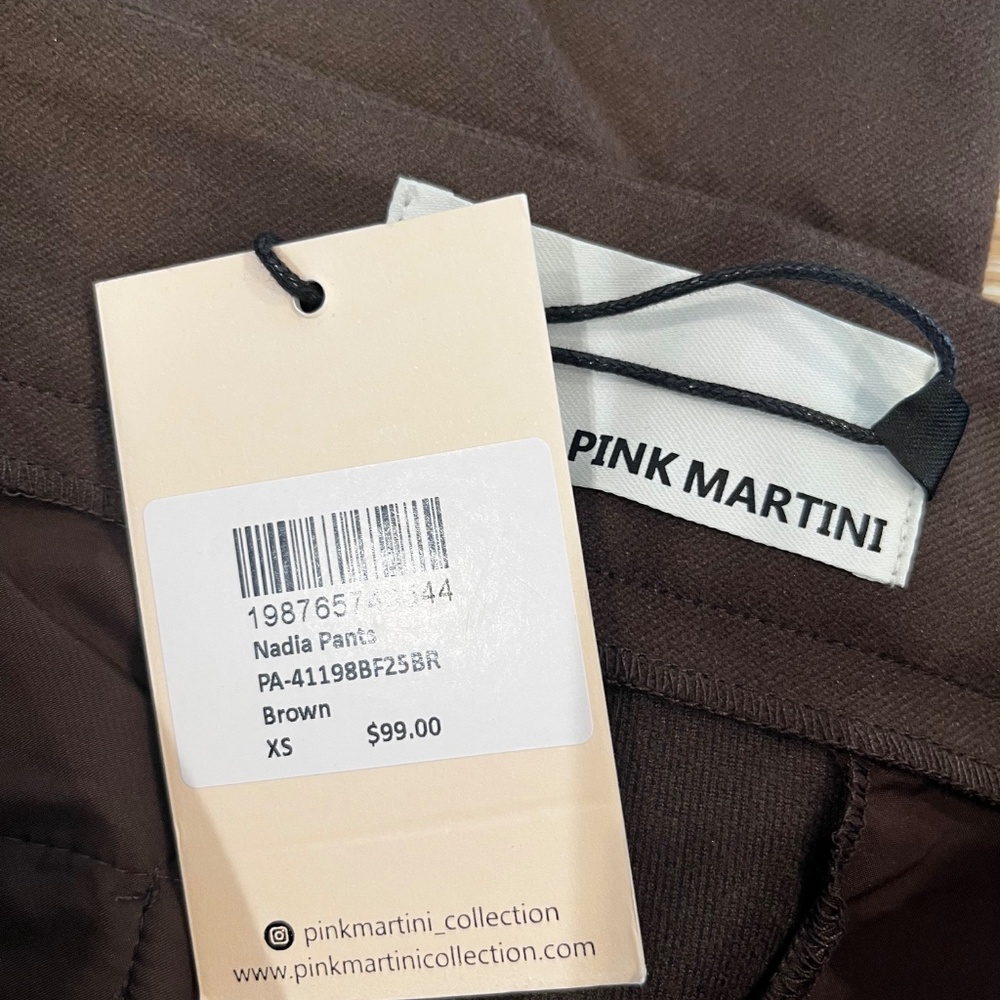 PINK MARTINI
Nadia Pants
PA-41198BF25BR
Brown
XS $99.00
pinkmartini_collection
www.pinkmartinicollection.com